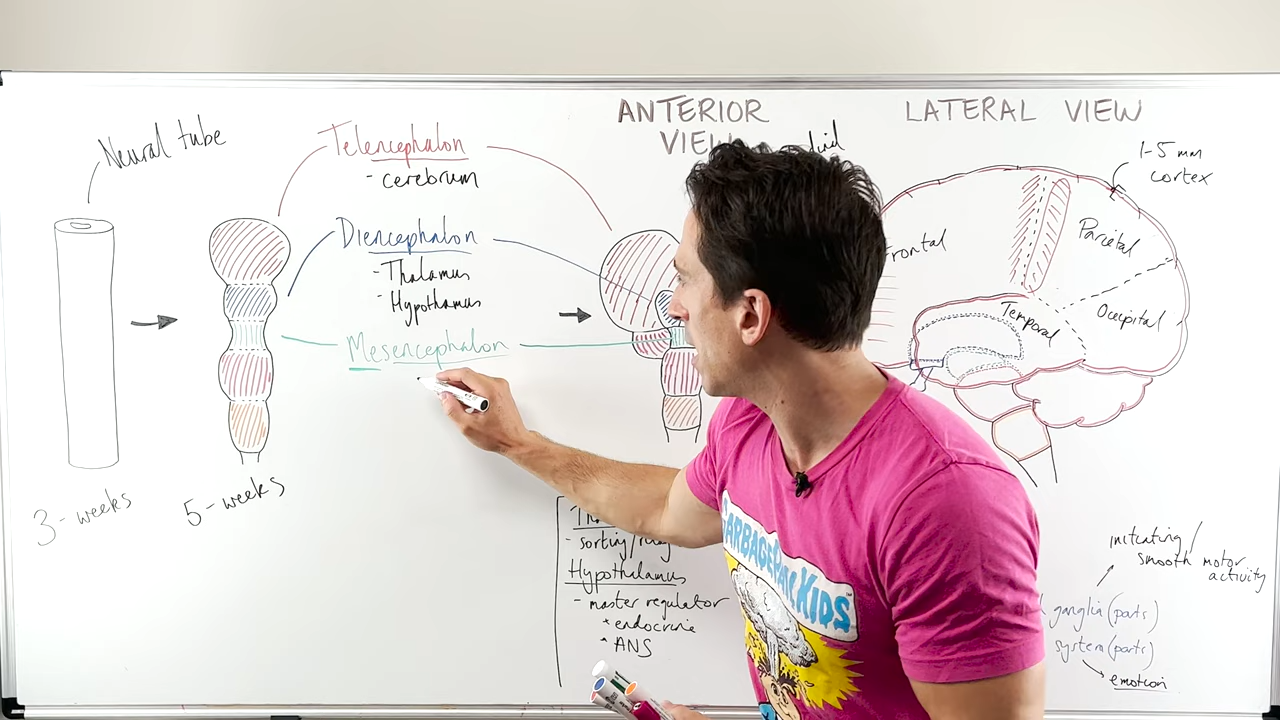 Neural tube
3-weeks
5-weeks
Telencephalon
- cerebrum
Diencephalon
- Thalamus
- Hypothamus
Mesencephalon
ANTERIOR
VIEW
LATERAL VIEW
1-5 mm
cortex
Frontal
Parietal
Temporal
Occipital
- sorting/
Hypothalamus
- master regulator
* endocrine
* ANS
initiating/
smooth motor
activity
ganglia (parts)
system (parts)
emotion
GARBAGE PAIL KIDS